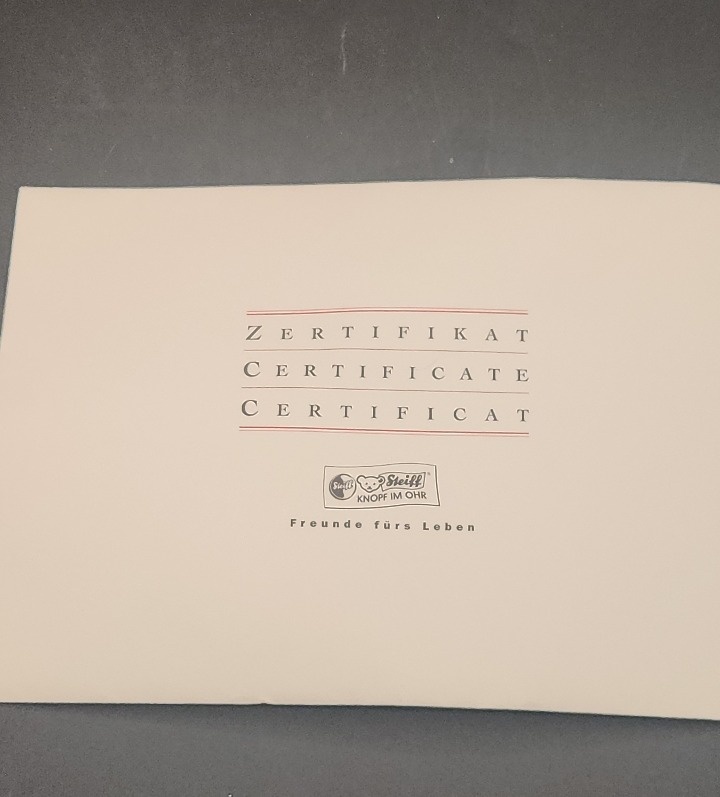 ZERTIFIKAT
CERTIFICATE
CERTIFICAT
Steiff Steiff
KNOPF IM OHR
Freunde fürs Leben